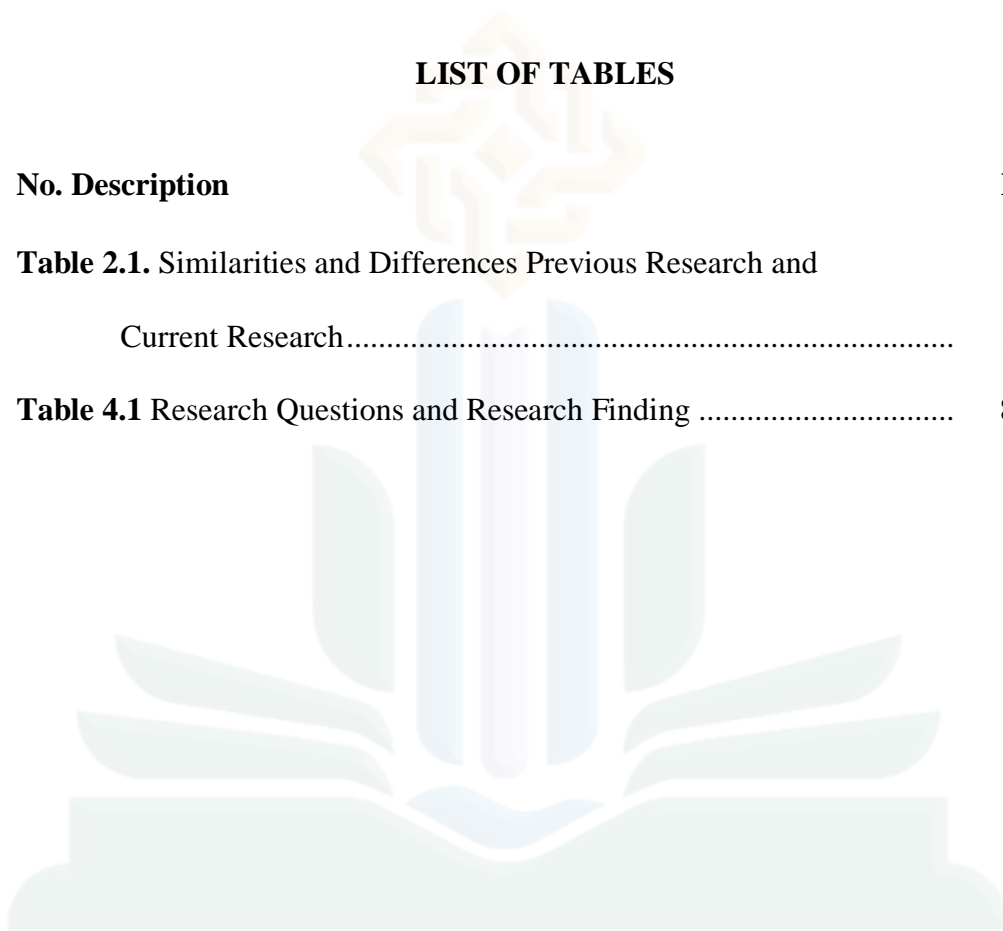 LIST OF TABLES
No. Description
Table 2.1. Similarities and Differences Previous Research and
Current Research...........................................................................
Table 4.1 Research Questions and Research Finding ...............................